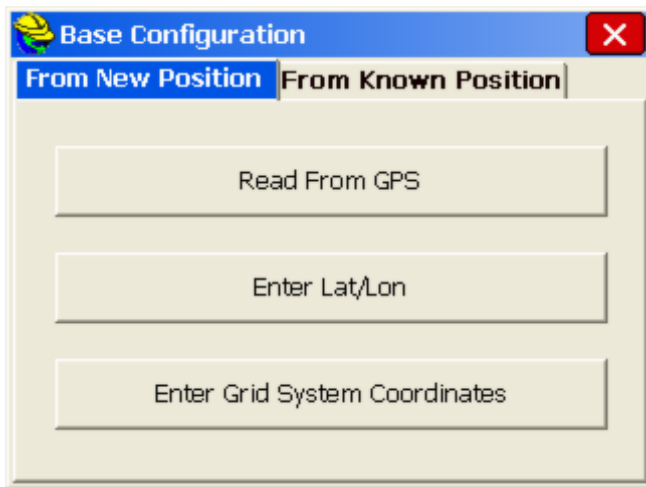 Base Configuration
From New Position From Known Position
Read From GPS
Enter Lat/Lon
Enter Grid System Coordinates